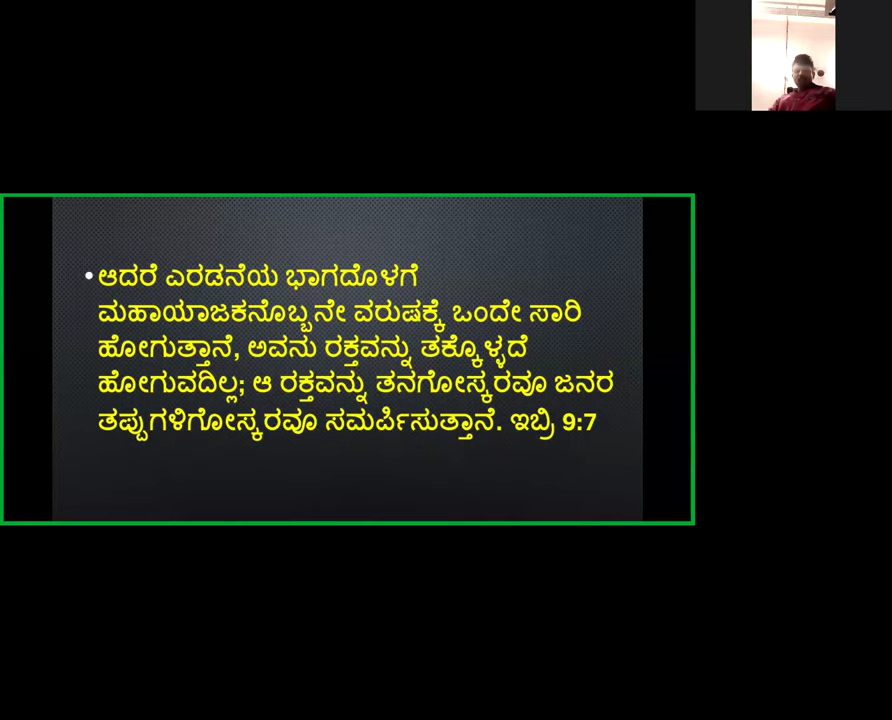 • ಆದರೆ ಎರಡನೆಯ ಭಾಗದೊಳಗೆ
ಮಹಾಯಾಜಕನೊಬ್ಬನೇ ವರುಷಕ್ಕೆ ಒಂದೇ ಸಾರಿ
ಹೋಗುತ್ತಾನೆ, ಅವನು ರಕ್ತವನ್ನು ತಕ್ಕೊಳ್ಳದೆ
ಹೋಗುವದಿಲ್ಲ; ಆ ರಕ್ತವನ್ನು ತನಗೋಸ್ಕರವೂ ಜನರ
ತಪ್ಪುಗಳಿಗೋಸ್ಕರವೂ ಸಮರ್ಪಿಸುತ್ತಾನೆ. ಇಬ್ರಿ 9:7